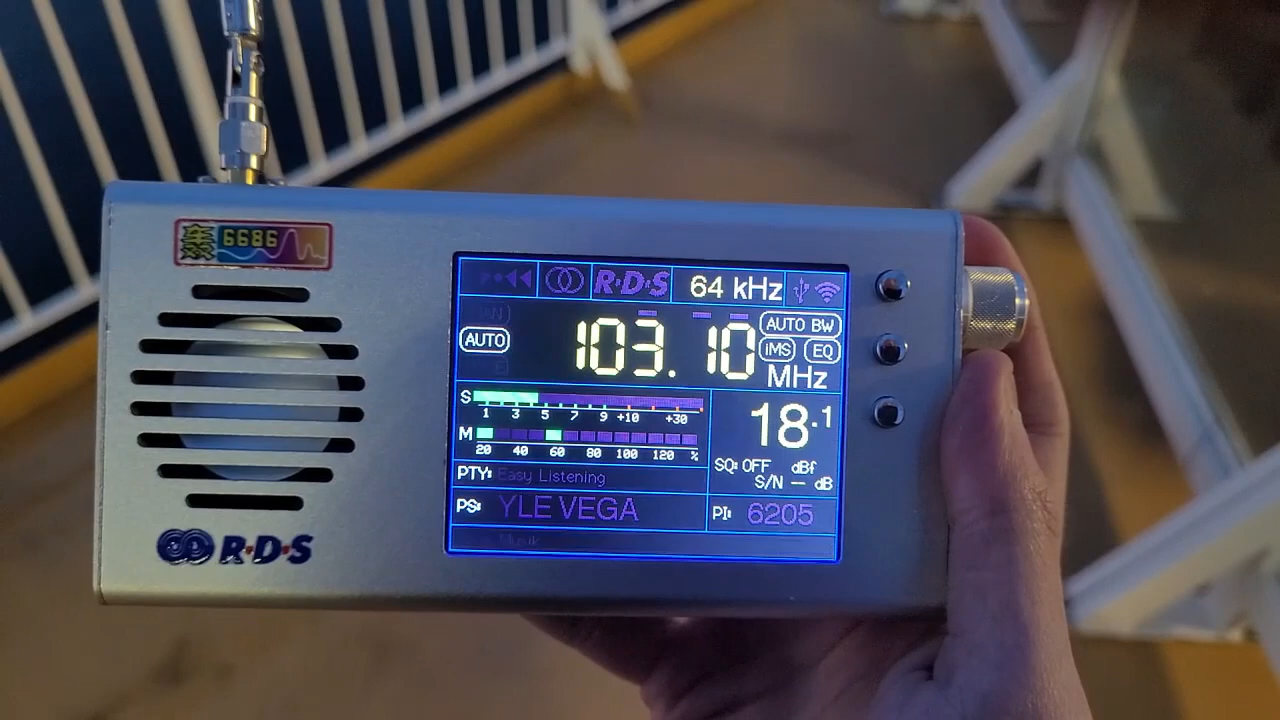 6686
R·D·S 64 kHz
103.10 AUTO BW
AUTO iMS EQ
MHz
S 1 3 5 7 9 +10 +30
18.1
M 20 40 60 80 100 120 %
SQ: OFF dBf
S/N -- dB
PTY: Easy Listening
PS: YLE VEGA PI: 6205
Musik
R·D·S